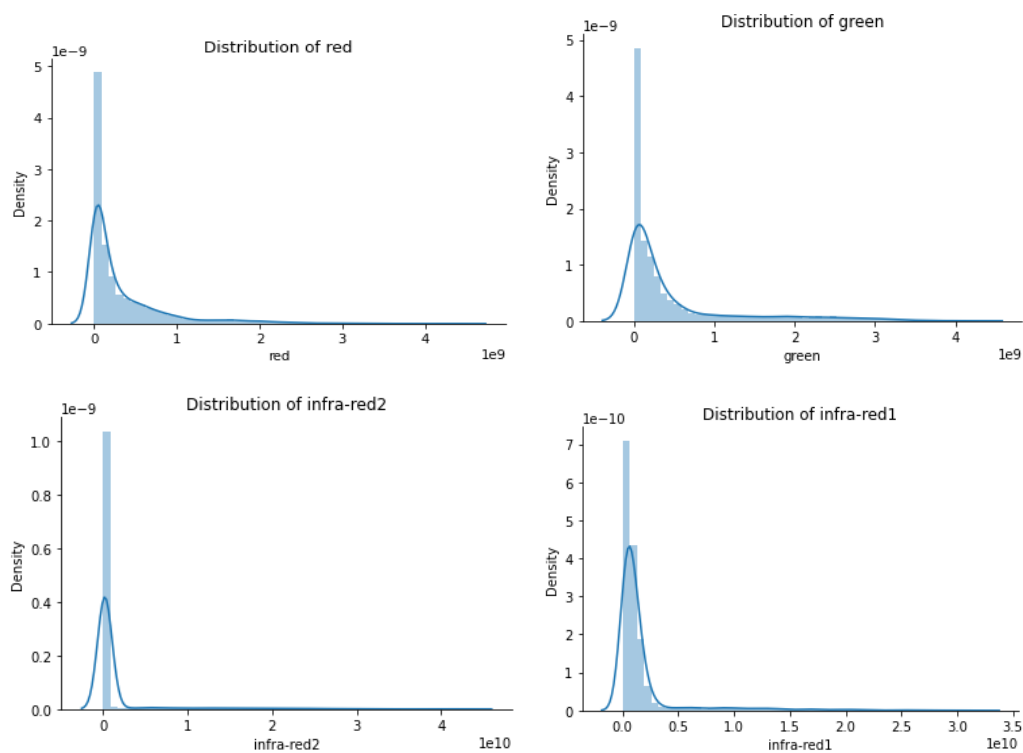 Distribution of red
1e−9
5
4
3
2
1
0
Density
0 1 2 3 4
1e9
red
Distribution of green
1e−9
5
4
3
2
1
0
Density
0 1 2 3 4
1e9
green
Distribution of infra-red2
1e−9
1.0
0.8
0.6
0.4
0.2
0.0
Density
0 1 2 3 4
1e10
infra-red2
Distribution of infra-red1
1e−10
7
6
5
4
3
2
1
0
Density
0.0 0.5 1.0 1.5 2.0 2.5 3.0 3.5
1e10
infra-red1